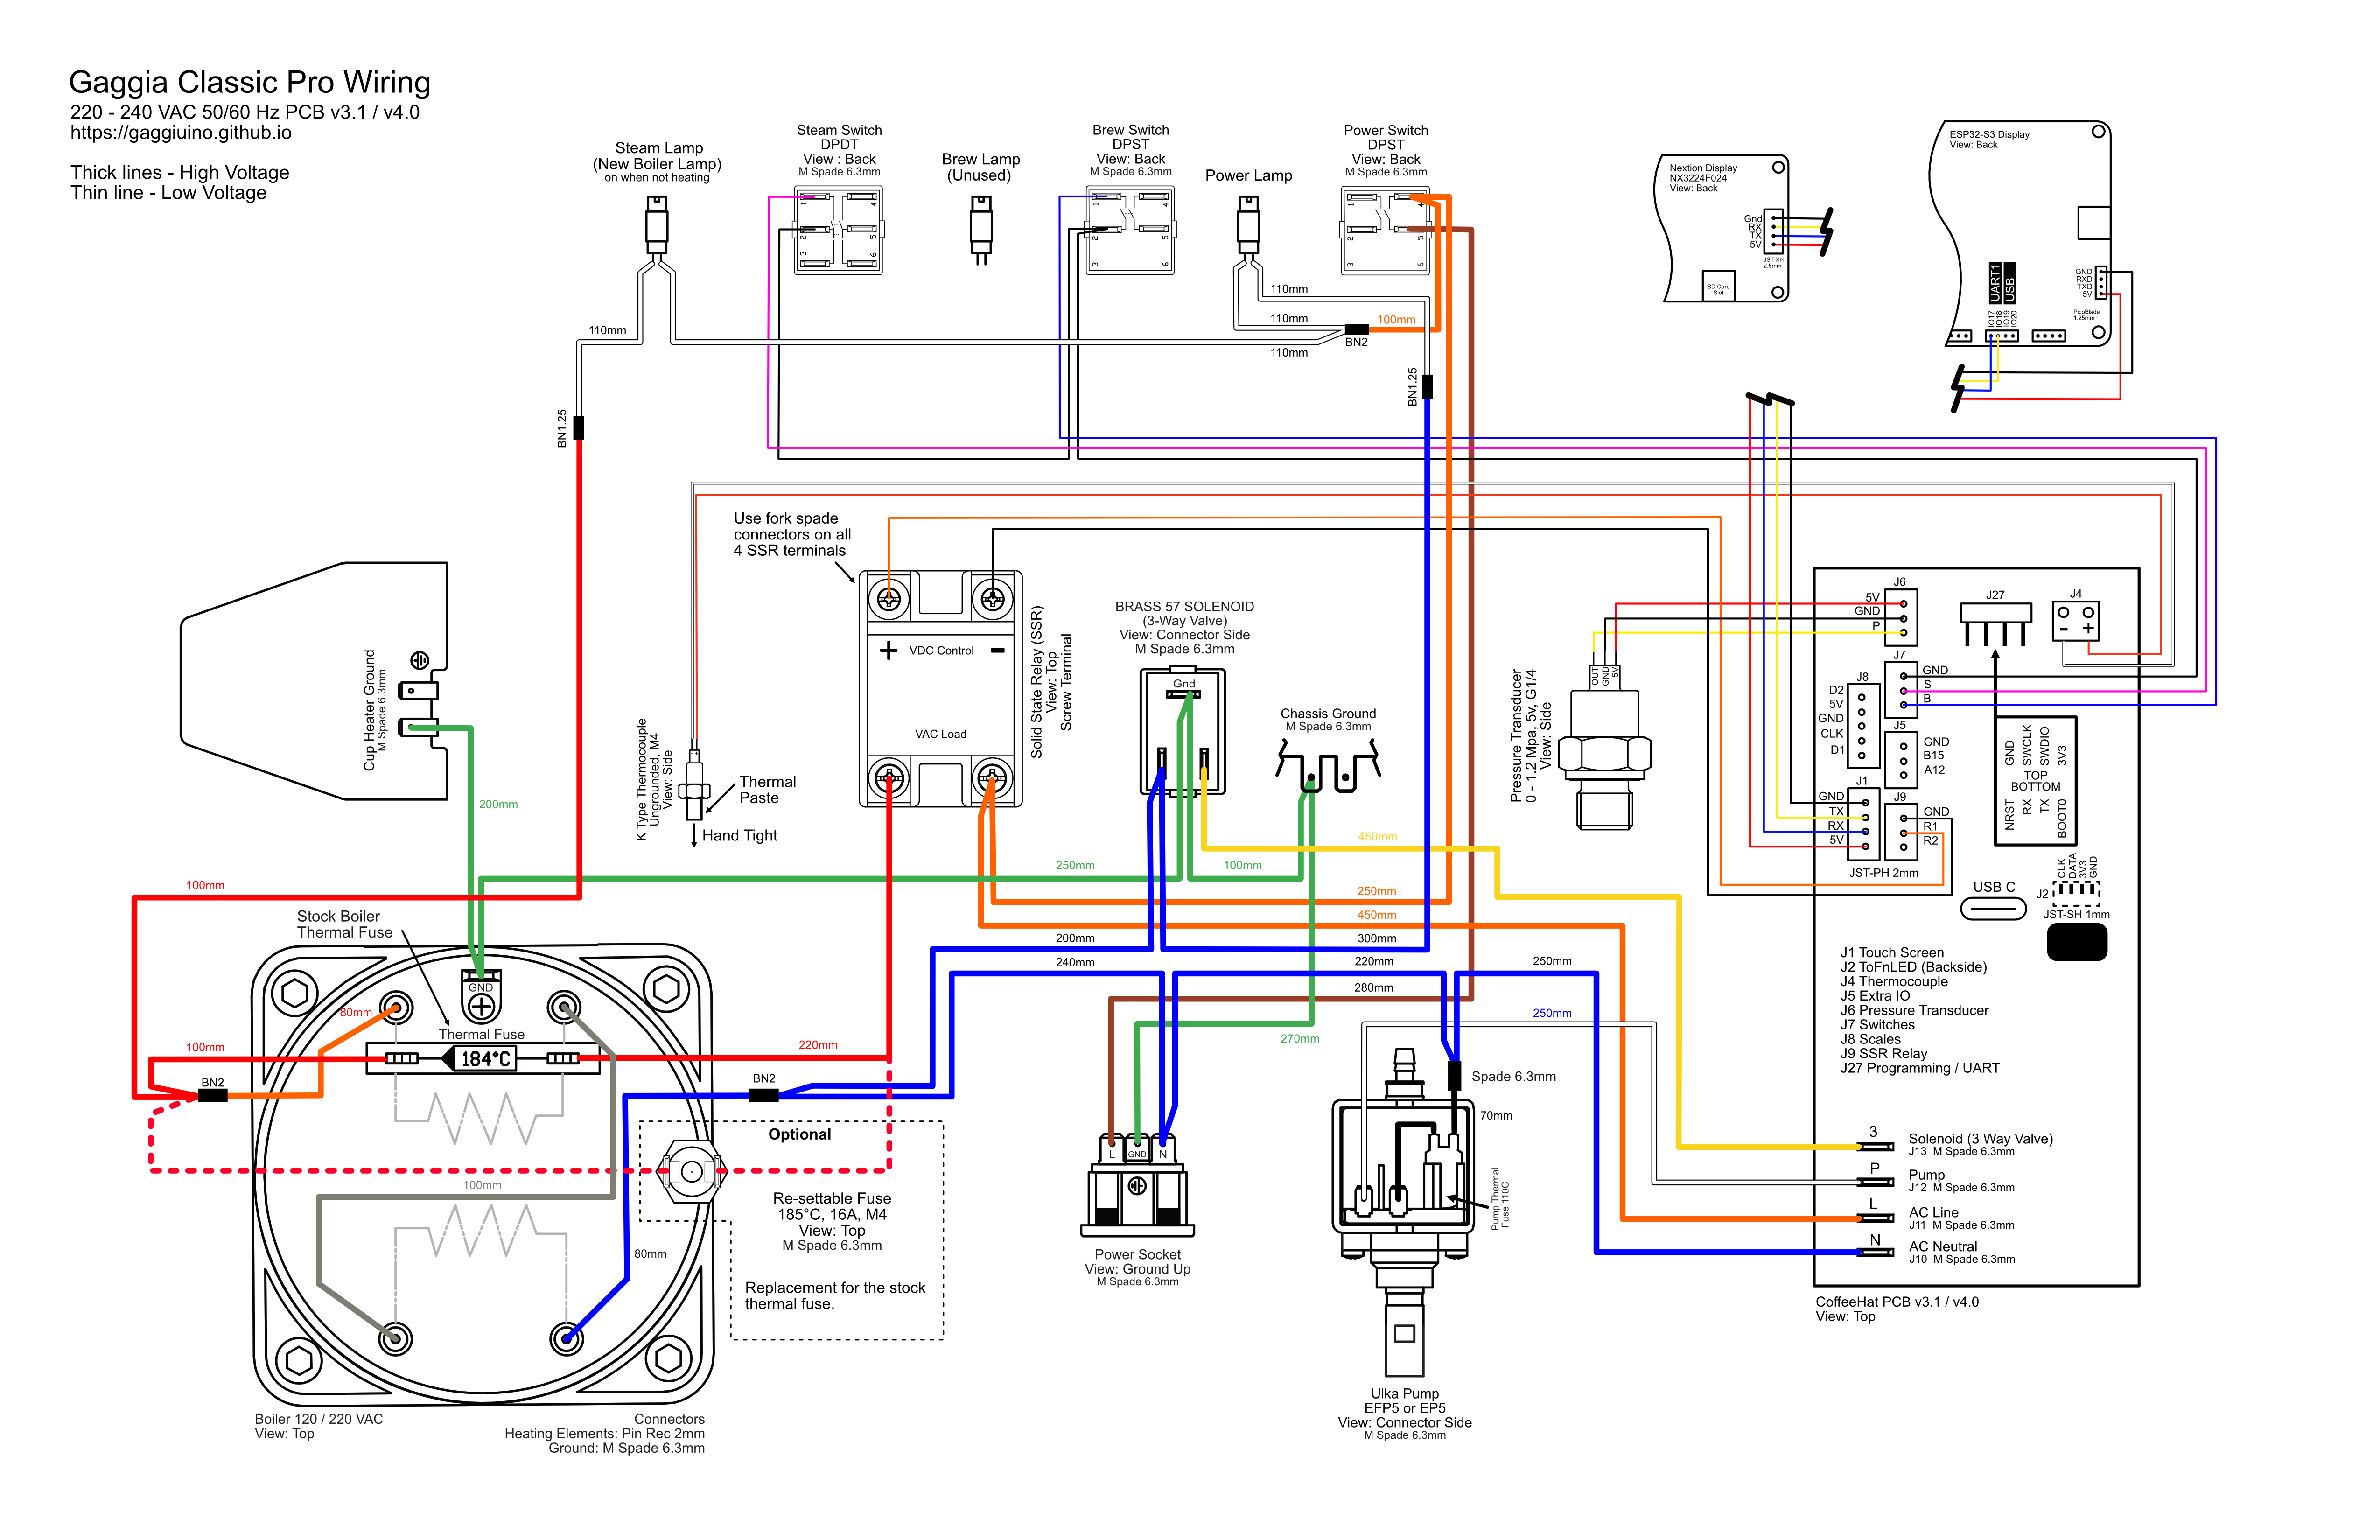 Gaggia Classic Pro Wiring
220 - 240 VAC 50/60 Hz PCB v3.1 / v4.0
https://gaggiuino.github.io
Thick lines - High Voltage
Thin line - Low Voltage
Steam Lamp
(New Boiler Lamp)
on when not heating
Steam Switch
DPDT
View : Back
M Spade 6.3mm
1
2
3
4
5
6
Brew Lamp
(Unused)
Brew Switch
DPST
View: Back
M Spade 6.3mm
1
2
3
4
5
6
Power Lamp
Power Switch
DPST
View: Back
M Spade 6.3mm
1
2
3
4
5
6
Nextion Display
NX3224F024
View: Back
Gnd
RX
TX
5V
JST-XH
2.5mm
SD Card
Slot
ESP32-S3 Display
View: Back
GND
RXD
TXD
5V
PicoBlade
1.25mm
UART1
USB
IO17
IO18
IO19
IO20
110mm
110mm
110mm
110mm
100mm
BN2
BN1.25
BN1.25
Use fork spade
connectors on all
4 SSR terminals
VDC Control
+
-
VAC Load
Solid State Relay (SSR)
View: Top
Screw Terminal
Cup Heater Ground
M Spade 6.3mm
200mm
K Type Thermocouple
Ungrounded, M4
View: Side
Thermal
Paste
Hand Tight
BRASS 57 SOLENOID
(3-Way Valve)
View: Connector Side
M Spade 6.3mm
Gnd
Chassis Ground
M Spade 6.3mm
Pressure Transducer
0 - 1.2 Mpa, 5v, G1/4
View: Side
OUT
GND
5V
J6
5V
GND
P
J27
J4
-
+
J7
GND
S
B
J8
D2
5V
GND
CLK
D1
J5
GND
B15
A12
J1
GND
TX
RX
5V
J9
GND
R1
R2
JST-PH 2mm
GND
SWCLK
SWDIO
3V3
TOP
BOTTOM
NRST
RX
TX
BOOT0
USB C
CLK
DATA
3V3
GND
J2
JST-SH 1mm
J1 Touch Screen
J2 ToFnLED (Backside)
J4 Thermocouple
J5 Extra IO
J6 Pressure Transducer
J7 Switches
J8 Scales
J9 SSR Relay
J27 Programming / UART
3
Solenoid (3 Way Valve)
J13 M Spade 6.3mm
P
Pump
J12 M Spade 6.3mm
L
AC Line
J11 M Spade 6.3mm
N
AC Neutral
J10 M Spade 6.3mm
CoffeeHat PCB v3.1 / v4.0
View: Top
100mm
250mm
100mm
450mm
250mm
450mm
200mm
300mm
240mm
220mm
250mm
280mm
270mm
250mm
Stock Boiler
Thermal Fuse
GND
80mm
Thermal Fuse
184°C
100mm
220mm
BN2
BN2
100mm
80mm
Optional
Re-settable Fuse
185°C, 16A, M4
View: Top
M Spade 6.3mm
Replacement for the stock
thermal fuse.
Boiler 120 / 220 VAC
View: Top
Connectors
Heating Elements: Pin Rec 2mm
Ground: M Spade 6.3mm
L
GND
N
Power Socket
View: Ground Up
M Spade 6.3mm
Spade 6.3mm
70mm
Pump Thermal
Fuse 110C
Ulka Pump
EFP5 or EP5
View: Connector Side
M Spade 6.3mm